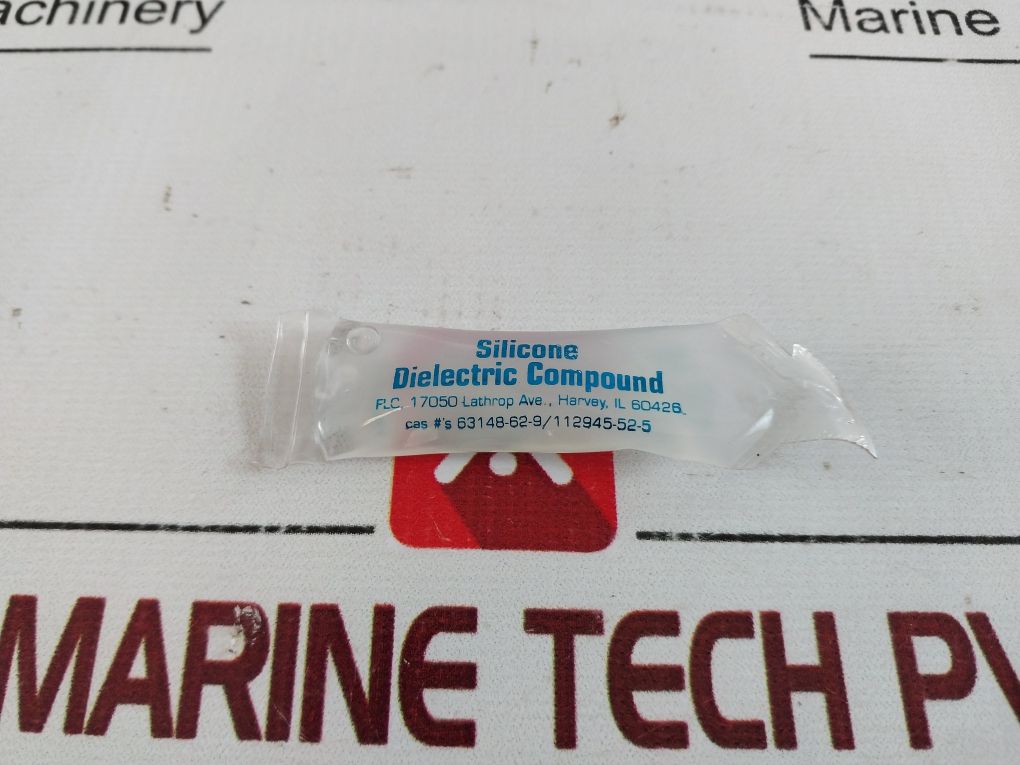 achinery
Marine
Silicone
Dielectric Compound
FLC, 17050 Lathrop Ave., Harvey, IL 60426
cas #'s 63148-62-9/112945-52-5
MARINE TECH PV